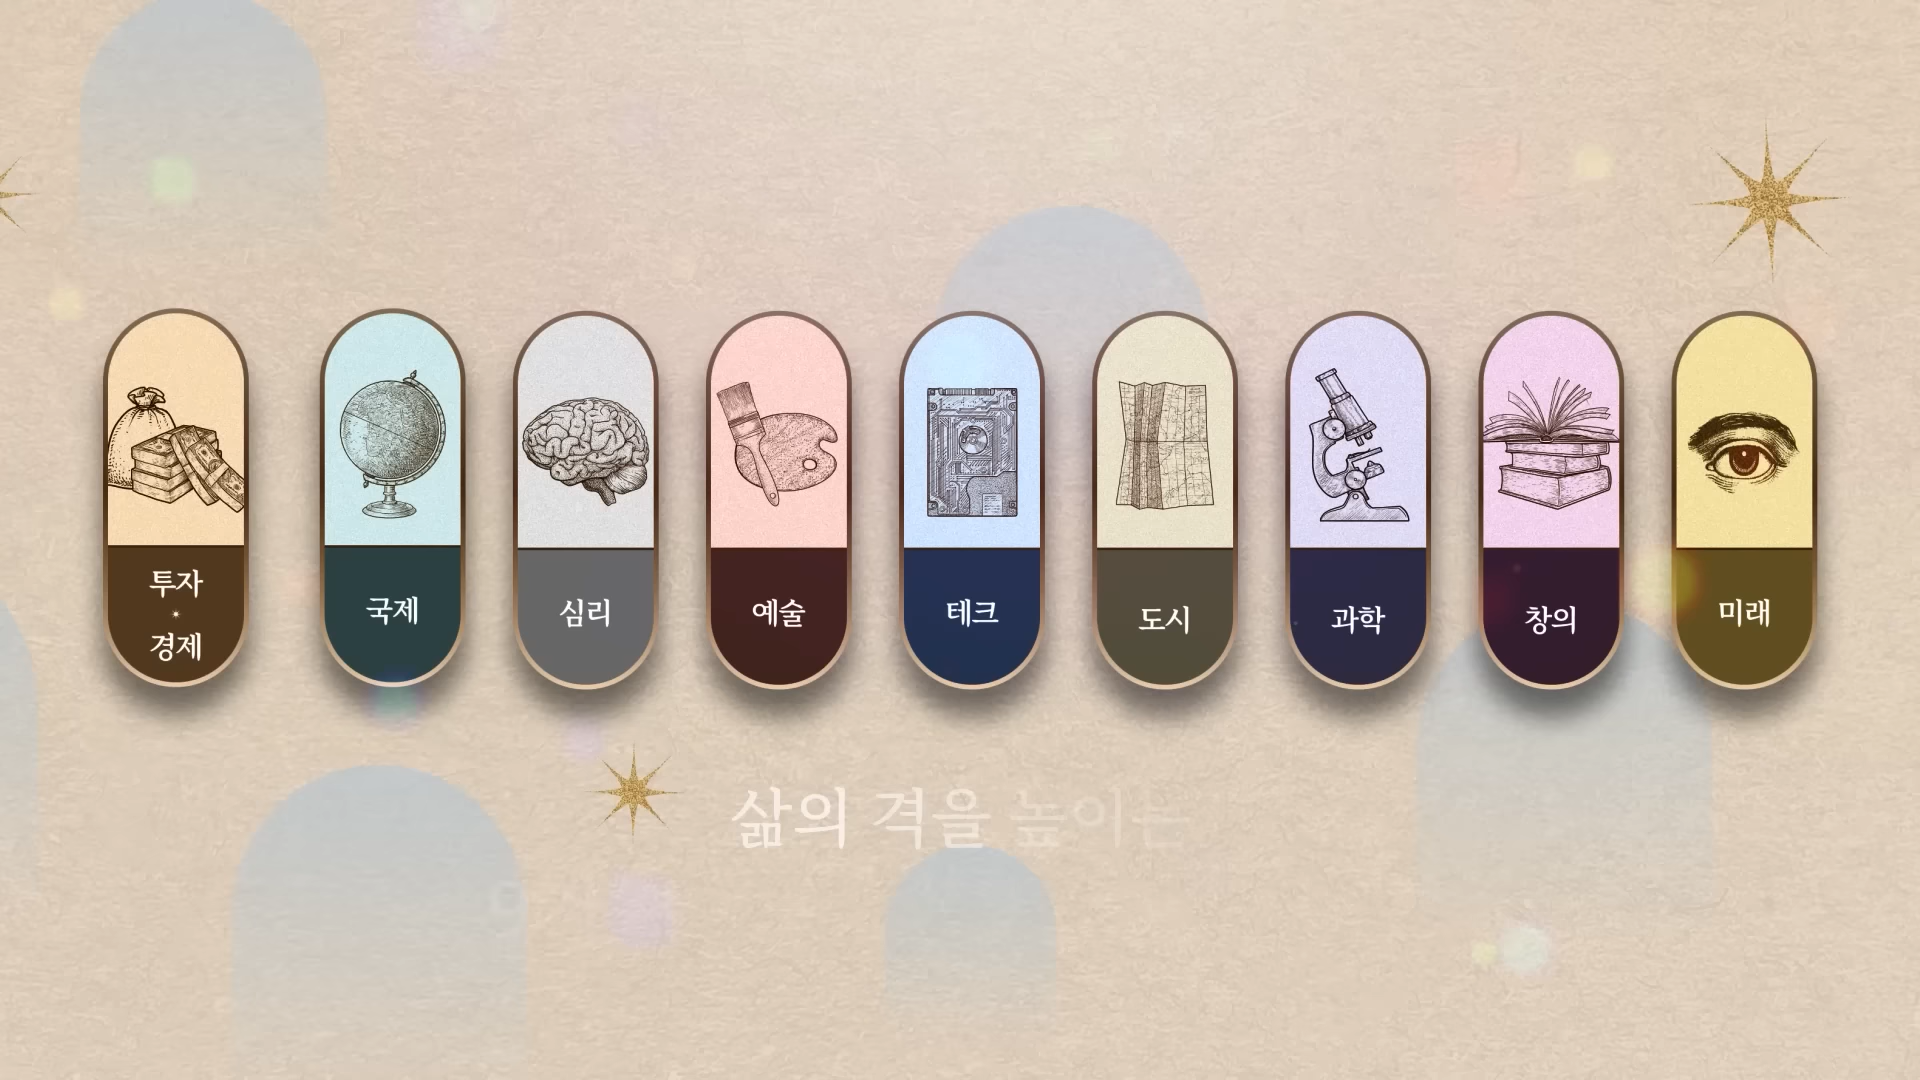 투자
·
경제
국제
심리
예술
테크
도시
과학
창의
미래
삶의 격을 높이는